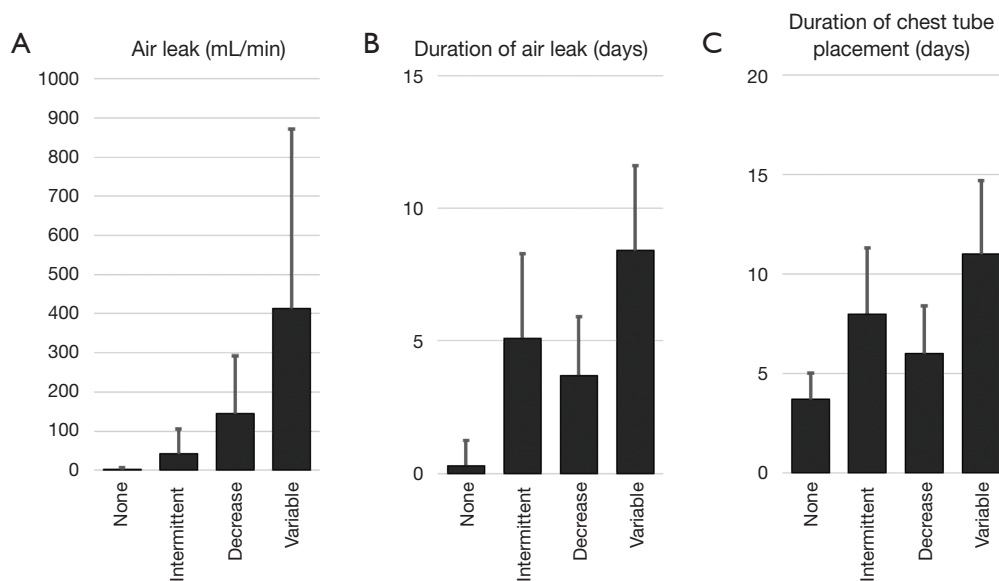 A
Air leak (mL/min)
1000
900
800
700
600
500
400
300
200
100
0
None
Intermittent
Decrease
Variable
B
Duration of air leak (days)
15
10
5
0
None
Intermittent
Decrease
Variable
C
Duration of chest tube
placement (days)
20
15
10
5
0
None
Intermittent
Decrease
Variable